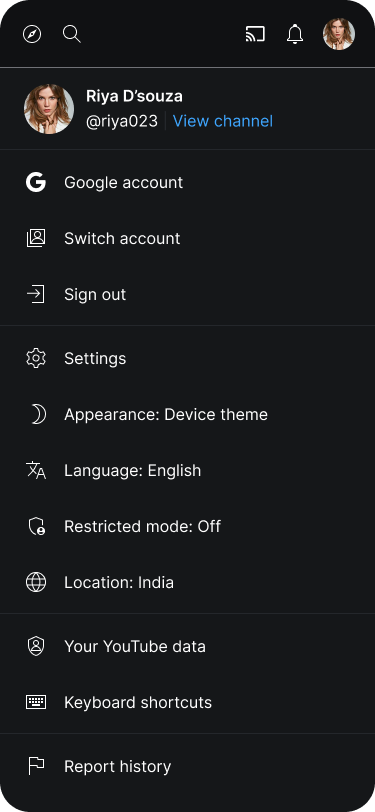 Riya D’souza
@riya023 | View channel
Google account
Switch account
Sign out
Settings
Appearance: Device theme
Language: English
Restricted mode: Off
Location: India
Your YouTube data
Keyboard shortcuts
Report history